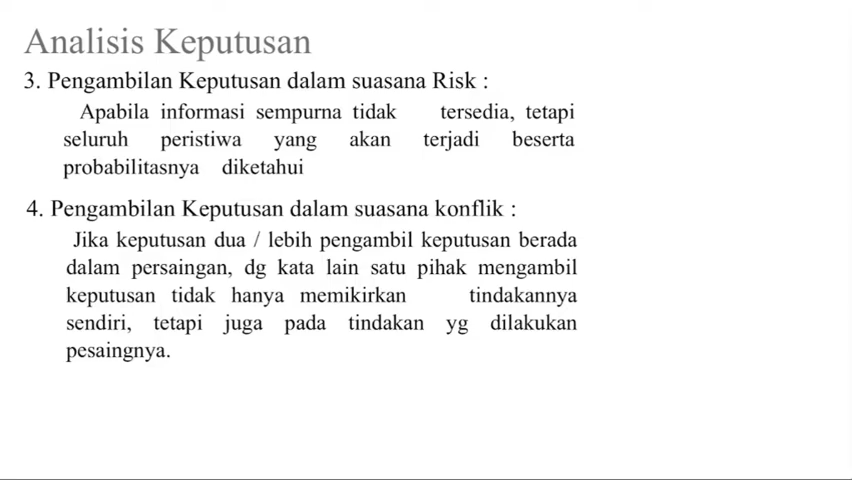 Analisis Keputusan
3. Pengambilan Keputusan dalam suasana Risk :
Apabila informasi sempurna tidak tersedia, tetapi
seluruh peristiwa yang akan terjadi beserta
probabilitasnya diketahui
4. Pengambilan Keputusan dalam suasana konflik :
Jika keputusan dua / lebih pengambil keputusan berada
dalam persaingan, dg kata lain satu pihak mengambil
keputusan tidak hanya memikirkan tindakannya
sendiri, tetapi juga pada tindakan yg dilakukan
pesaingnya.